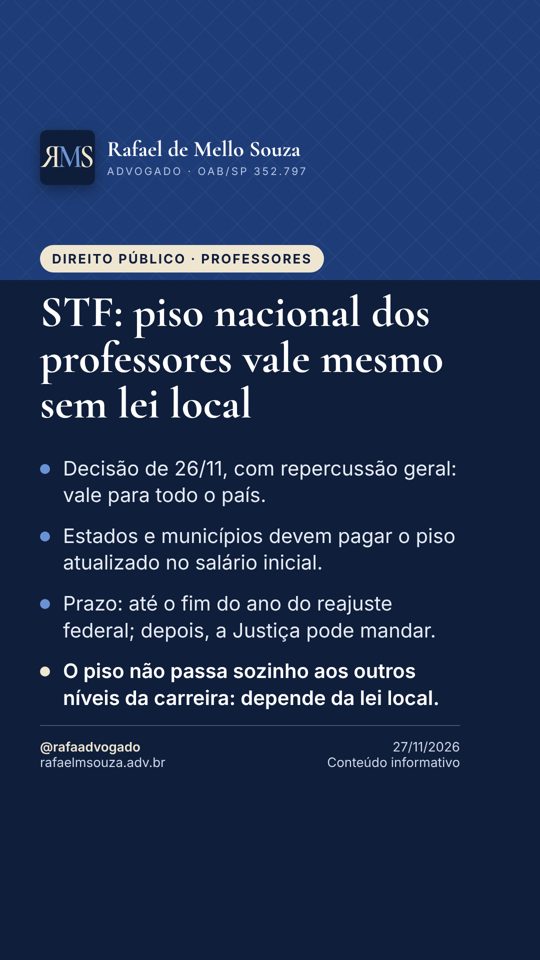 RMS
Rafael de Mello Souza
ADVOGADO · OAB/SP 352.797
DIREITO PÚBLICO · PROFESSORES
STF: piso nacional dos
professores vale mesmo
sem lei local
Decisão de 26/11, com repercussão geral:
vale para todo o país.
Estados e municípios devem pagar o piso
atualizado no salário inicial.
Prazo: até o fim do ano do reajuste
federal; depois, a Justiça pode mandar.
O piso não passa sozinho aos outros
níveis da carreira: depende da lei local.
@rafaadvogado
rafaelmsouza.adv.br
27/11/2026
Conteúdo informativo